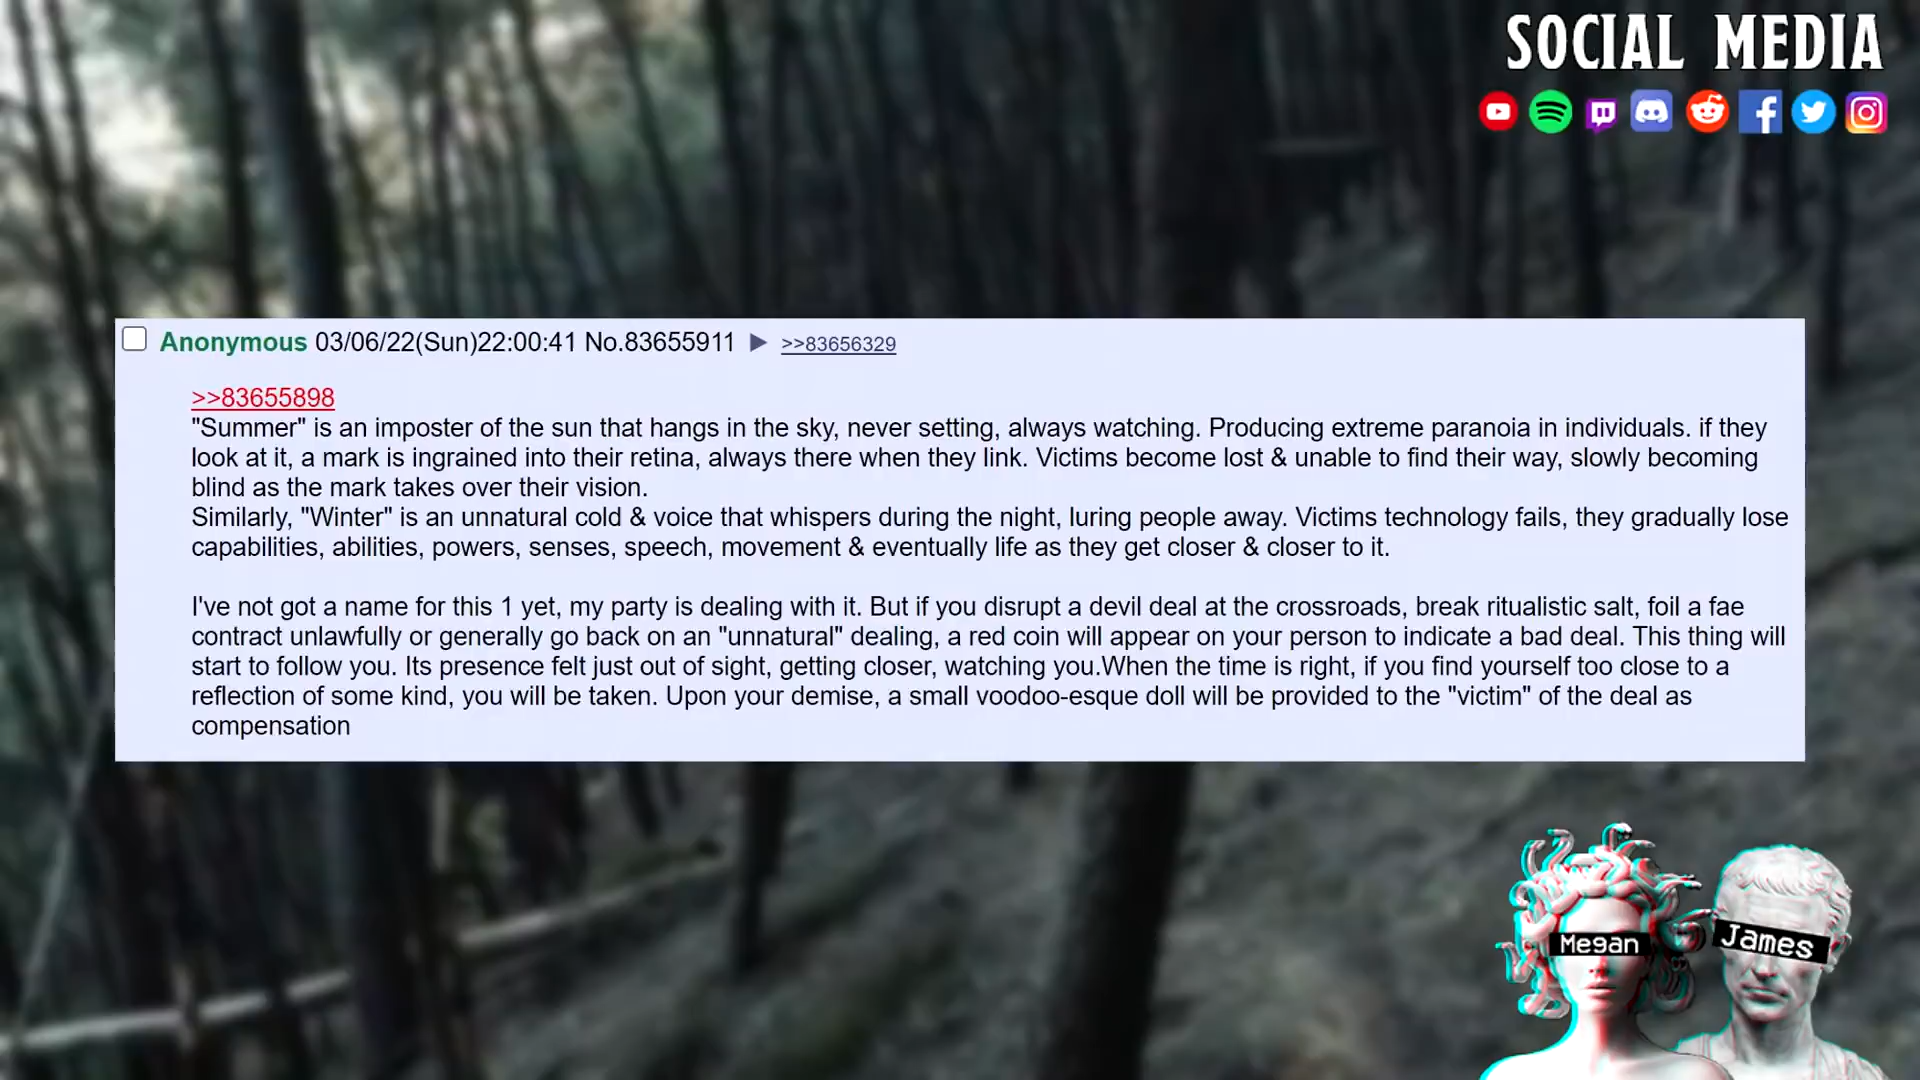 SOCIAL MEDIA
Anonymous 03/06/22(Sun)22:00:41 No.83655911 ▶ >>83656329
>>83655898
"Summer" is an imposter of the sun that hangs in the sky, never setting, always watching. Producing extreme paranoia in individuals. if they
look at it, a mark is ingrained into their retina, always there when they link. Victims become lost & unable to find their way, slowly becoming
blind as the mark takes over their vision.
Similarly, "Winter" is an unnatural cold & voice that whispers during the night, luring people away. Victims technology fails, they gradually lose
capabilities, abilities, powers, senses, speech, movement & eventually life as they get closer & closer to it.
I've not got a name for this 1 yet, my party is dealing with it. But if you disrupt a devil deal at the crossroads, break ritualistic salt, foil a fae
contract unlawfully or generally go back on an "unnatural" dealing, a red coin will appear on your person to indicate a bad deal. This thing will
start to follow you. Its presence felt just out of sight, getting closer, watching you.When the time is right, if you find yourself too close to a
reflection of some kind, you will be taken. Upon your demise, a small voodoo-esque doll will be provided to the "victim" of the deal as
compensation
Megan
James